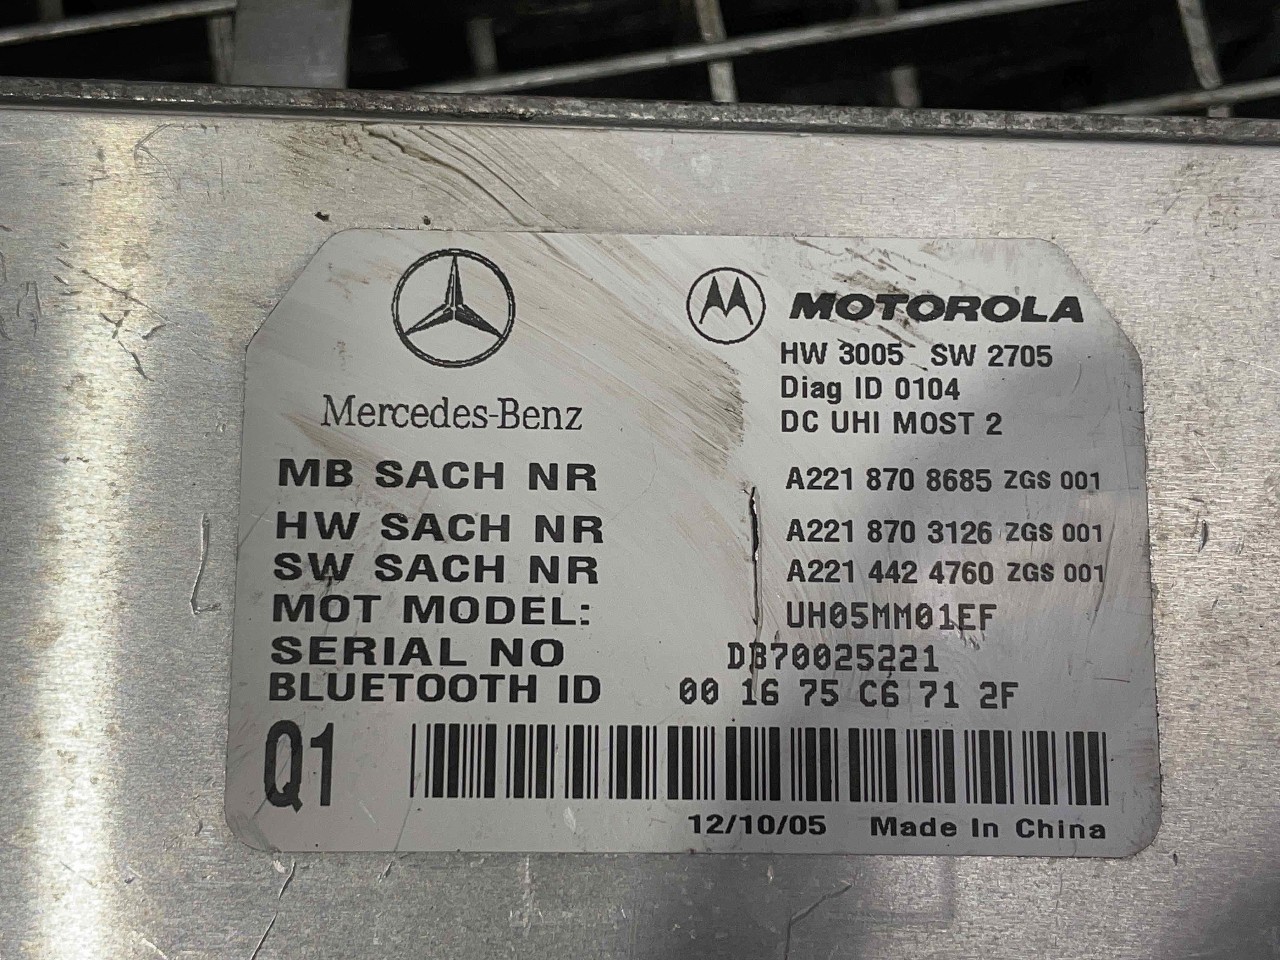 MOTOROLA
HW 3005 SW 2705
Diag ID 0104
DC UHI MOST 2
Mercedes-Benz
MB SACH NR A221 870 8685 ZGS 001
HW SACH NR A221 870 3126 ZGS 001
SW SACH NR A221 442 4760 ZGS 001
MOT MODEL: UH05MM01EF
SERIAL NO DB70025221
BLUETOOTH ID 00 16 75 C6 71 2F
Q1
12/10/05 Made In China